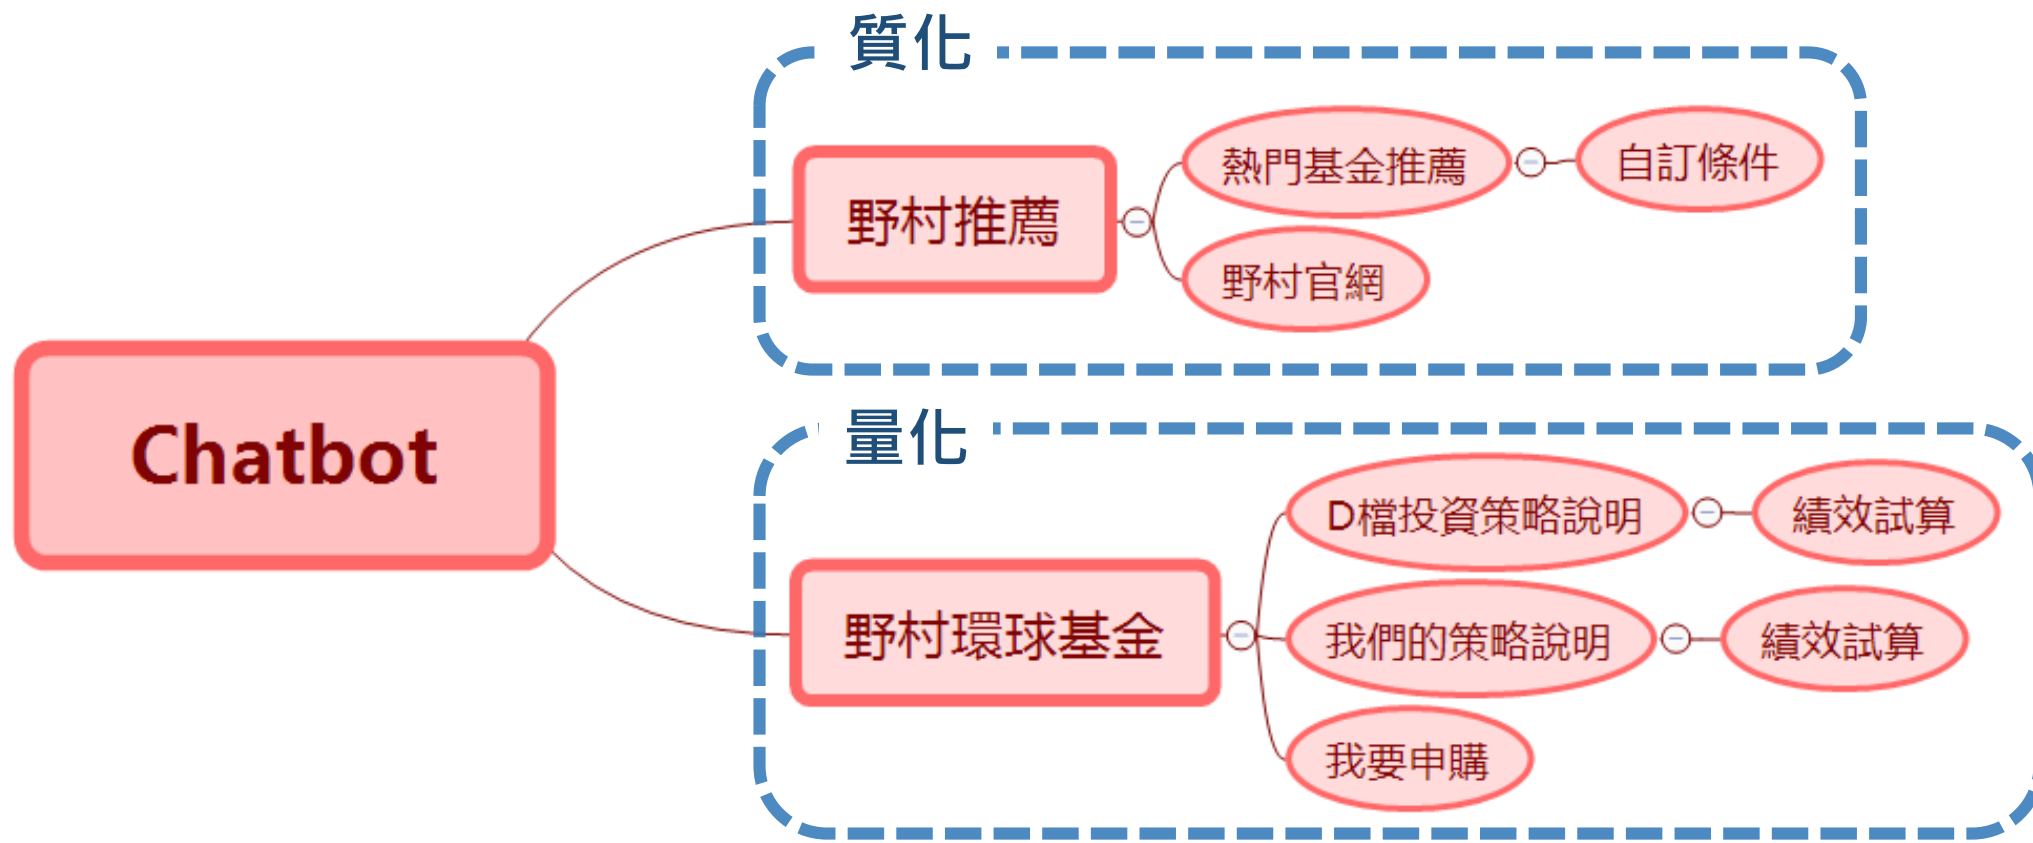 質化
野村推薦
熱門基金推薦
自訂條件
野村官網
Chatbot
量化
野村環球基金
D檔投資策略說明
績效試算
我們的策略說明
績效試算
我要申購